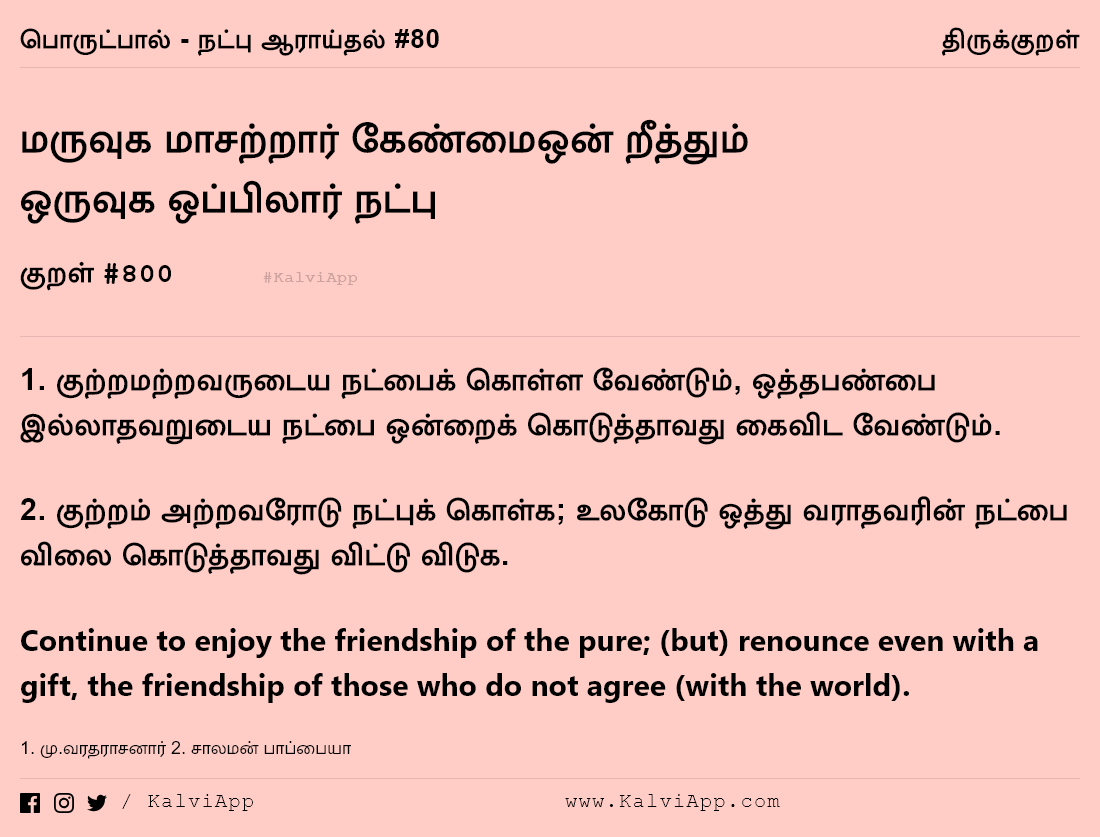 பொருட்பால் - நட்பு ஆராய்தல் #80
திருக்குறள்
மருவுக மாசற்றார் கேண்மைஒன் றீத்தும்
ஒருவுக ஒப்பிலார் நட்பு
குறள் #800
#KalviApp
1. குற்றமற்றவருடைய நட்பைக் கொள்ள வேண்டும், ஒத்தபண்பை
இல்லாதவறுடைய நட்பை ஒன்றைக் கொடுத்தாவது கைவிட வேண்டும்.
2. குற்றம் அற்றவரோடு நட்புக் கொள்க; உலகோடு ஒத்து வராதவரின் நட்பை
விலை கொடுத்தாவது விட்டு விடுக.
Continue to enjoy the friendship of the pure; (but) renounce even with a
gift, the friendship of those who do not agree (with the world).
1. மு.வரதராசனார் 2. சாலமன் பாப்பையா
/ KalviApp
www.KalviApp.com